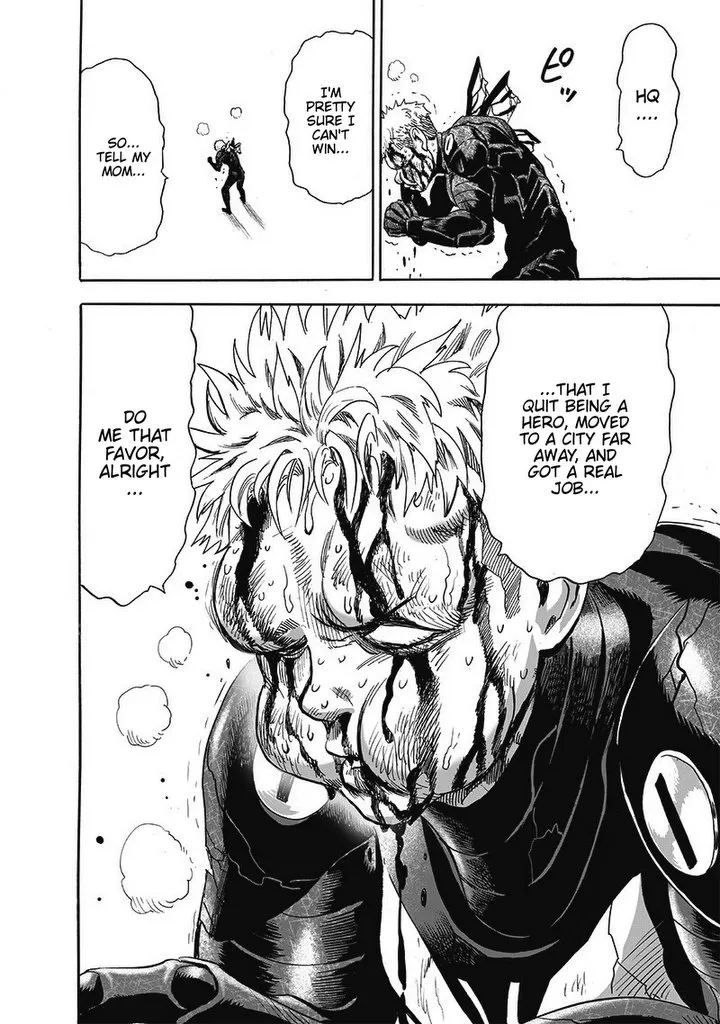 HQ
....
ピッ
I'M
PRETTY
SURE I
CAN'T
WIN...
SO...
TELL MY
MOM...
...THAT I
QUIT BEING A
HERO, MOVED
TO A CITY FAR
AWAY, AND
GOT A REAL
JOB...
DO
ME THAT
FAVOR,
ALRIGHT
...